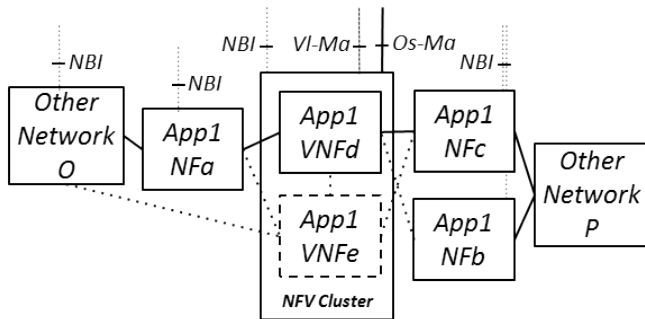 NBI Vl-Ma Os-Ma
NBI NBI
NBI
Other
Network
O
App1
NFa
App1
VNFd
App1
NFc
App1
VNFe
App1
NFb
Other
Network
P
NFV Cluster